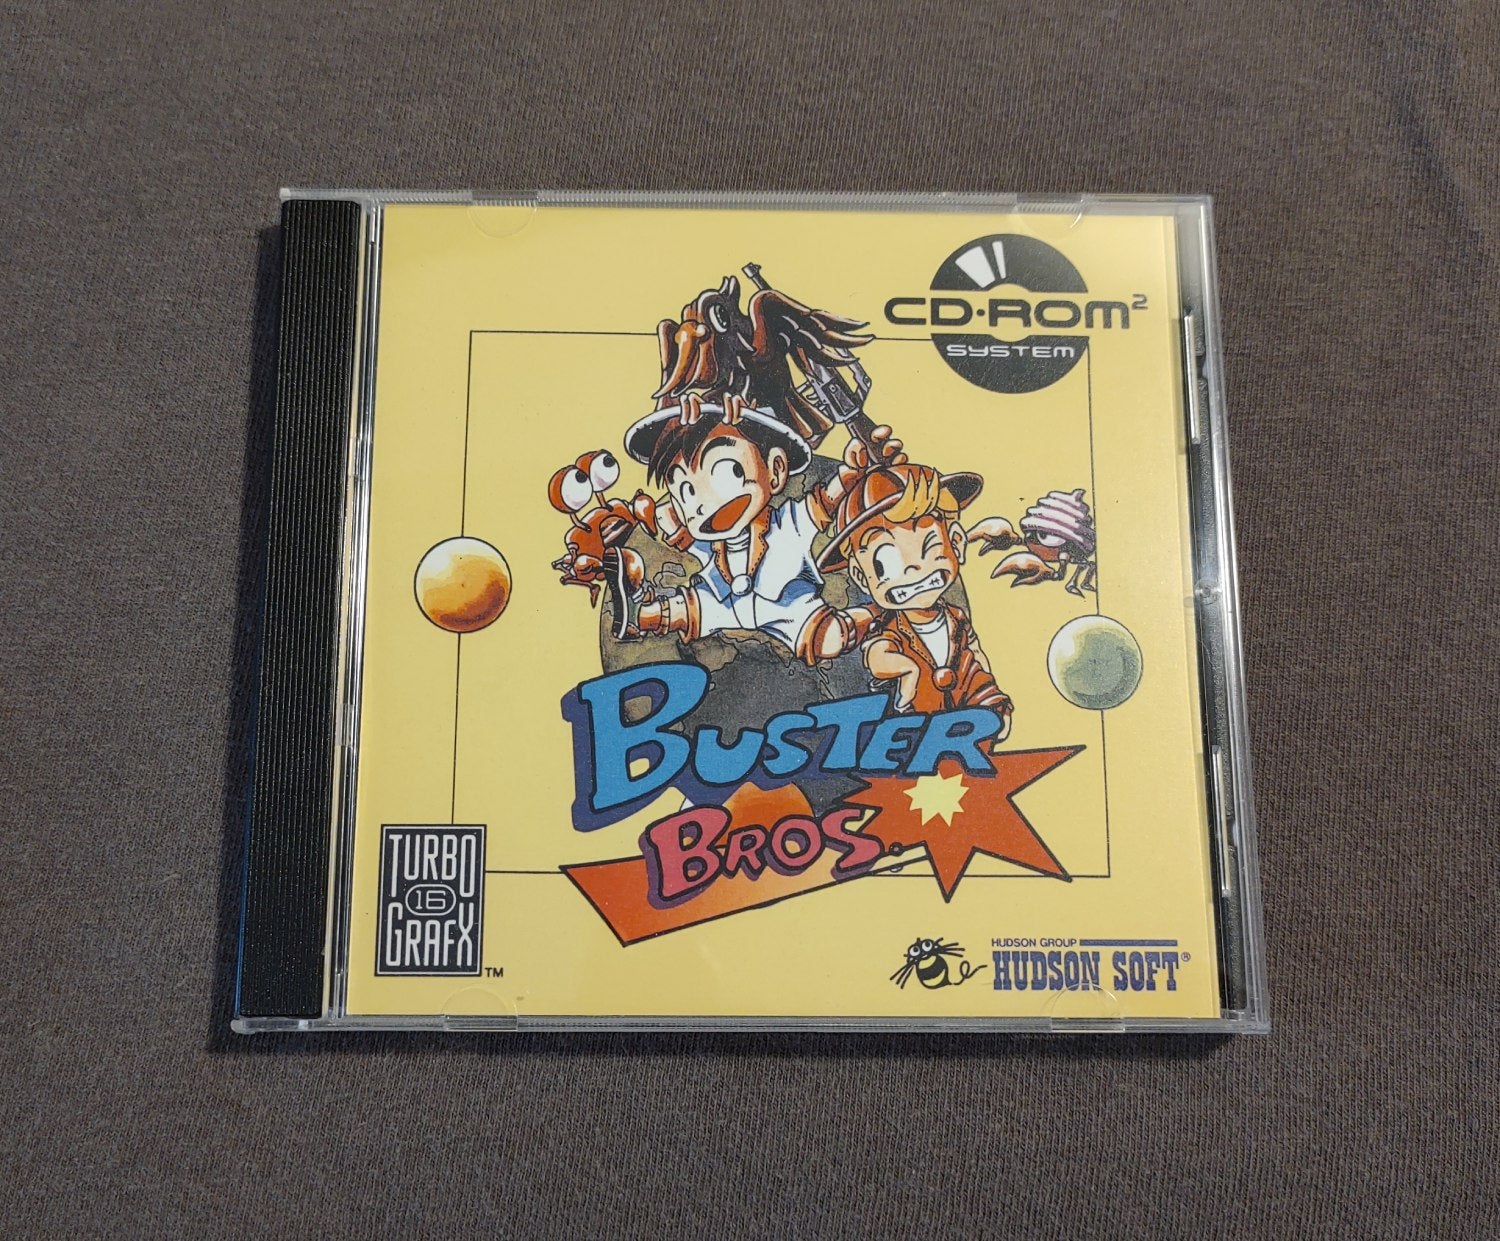 CD·ROM²
SYSTEM
BUSTER
BROS.
TURBO
16
GRAFX
TM
HUDSON GROUP
HUDSON SOFT®